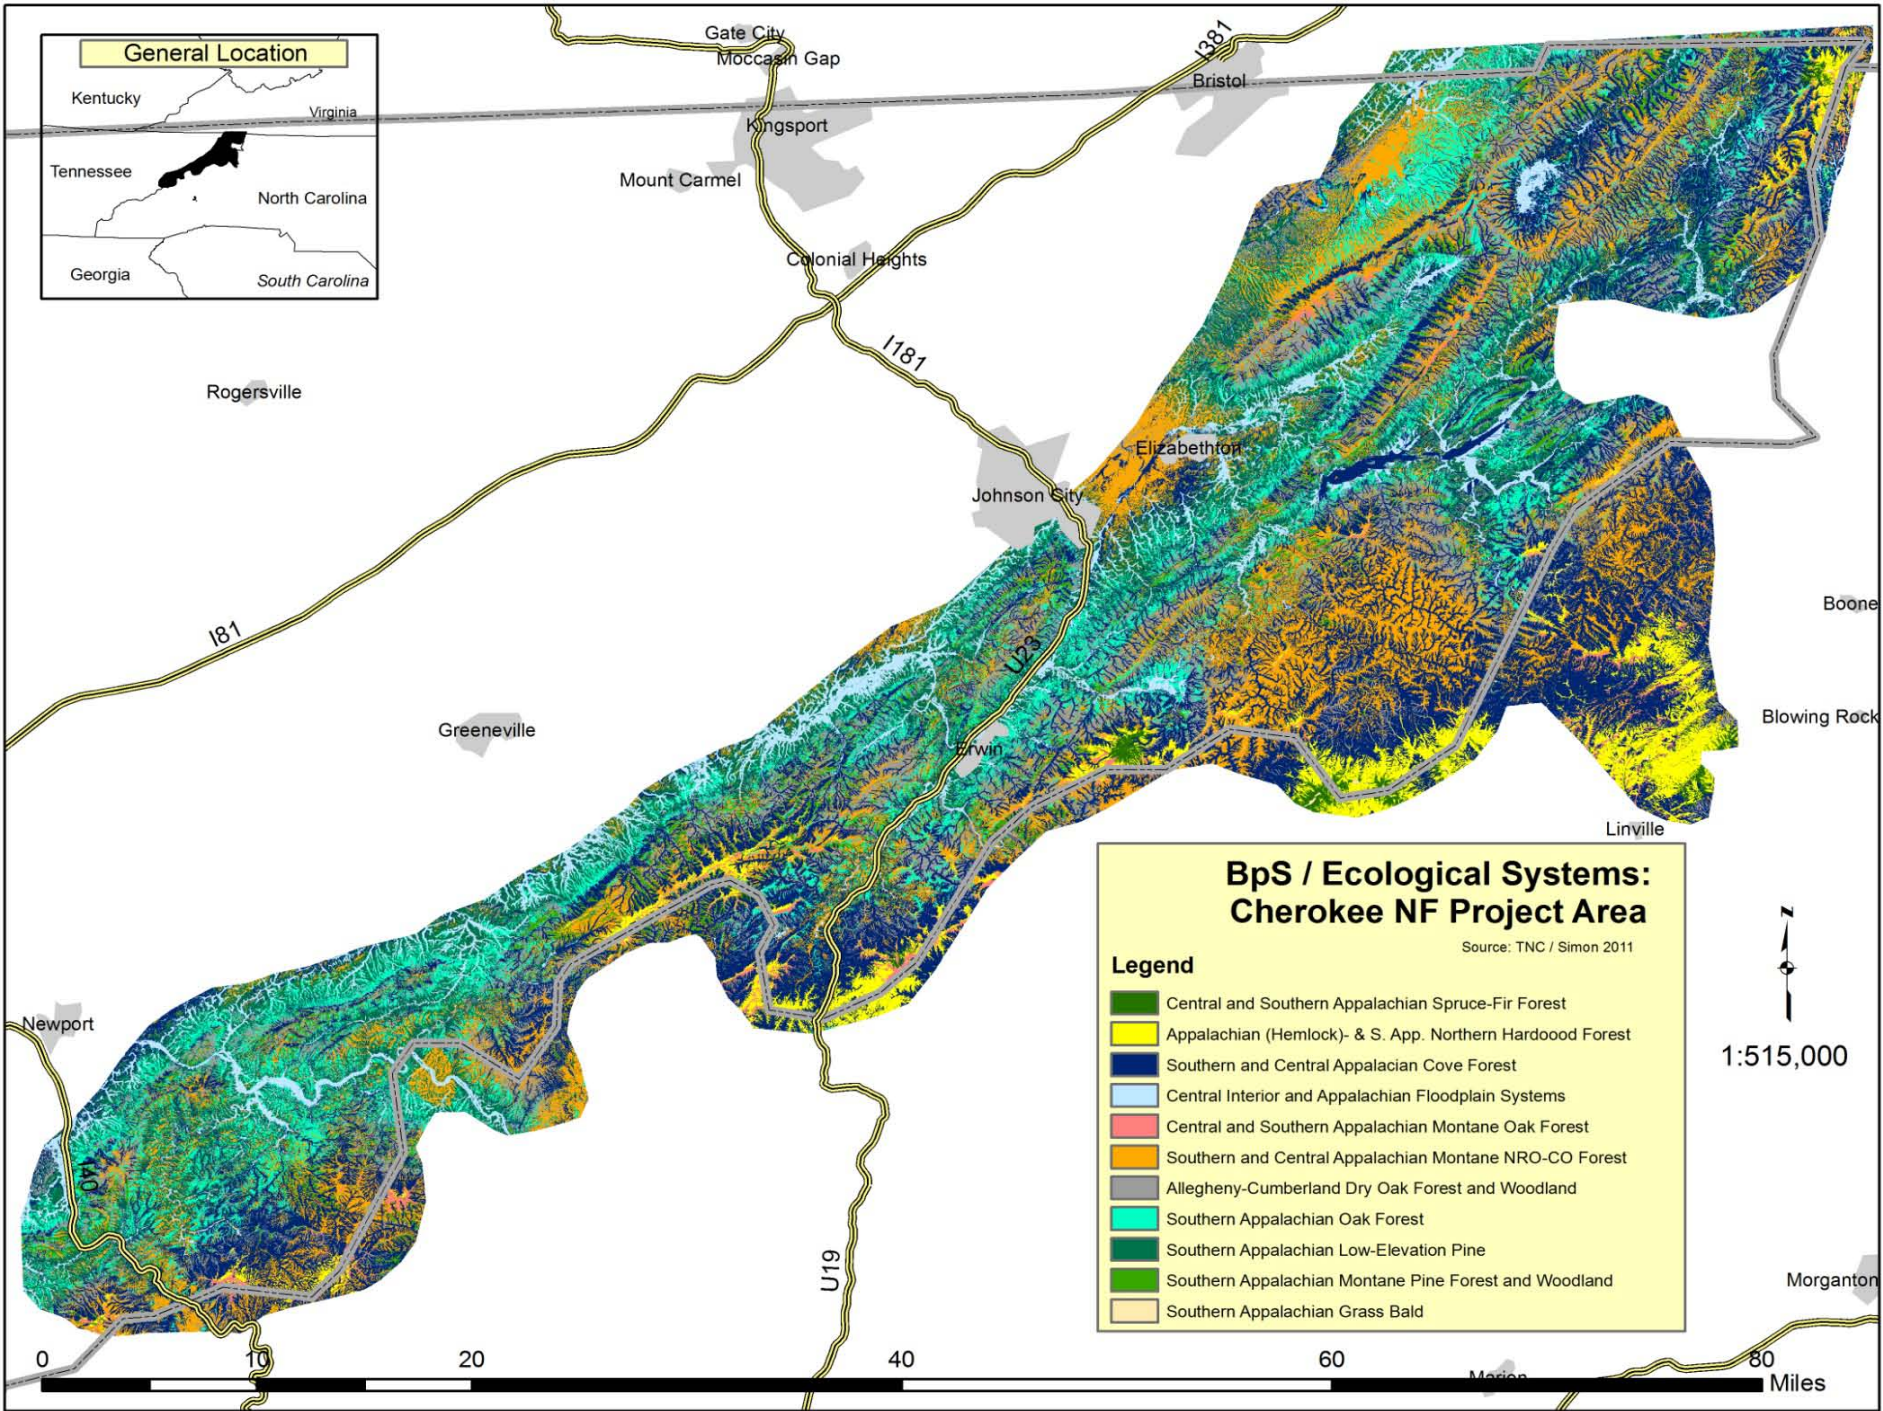 General Location
Kentucky
Virginia
Tennessee
North Carolina
Georgia
South Carolina
Gate City
Moccasin Gap
I381
Bristol
Kingsport
Mount Carmel
Colonial Heights
I181
Rogersville
Elizabethton
Johnson City
Boone
I81
U23
Blowing Rock
Greeneville
Erwin
Linville
BpS / Ecological Systems:
Cherokee NF Project Area
Source: TNC / Simon 2011
Legend
Central and Southern Appalachian Spruce-Fir Forest
Appalachian (Hemlock)- & S. App. Northern Hardoood Forest
Southern and Central Appalacian Cove Forest
Central Interior and Appalachian Floodplain Systems
Central and Southern Appalachian Montane Oak Forest
Southern and Central Appalachian Montane NRO-CO Forest
Allegheny-Cumberland Dry Oak Forest and Woodland
Southern Appalachian Oak Forest
Southern Appalachian Low-Elevation Pine
Southern Appalachian Montane Pine Forest and Woodland
Southern Appalachian Grass Bald
N
1:515,000
Newport
I40
U19
Morganton
Marion
0 10 20 40 60 80
Miles